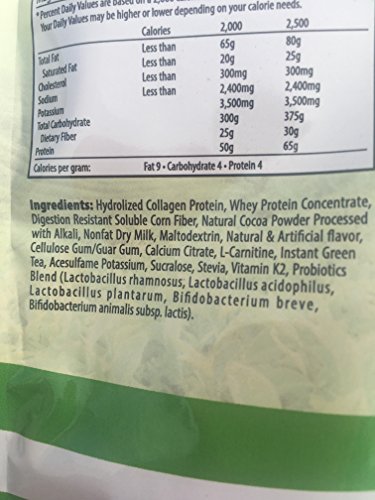 * Percent Daily Values are based on a 2,000
Your Daily Values may be higher or lower depending on your calorie needs.
Calories 2,000 2,500
Total Fat Less than 65g 80g
Saturated Fat Less than 20g 25g
Cholesterol Less than 300mg 300mg
Sodium Less than 2,400mg 2,400mg
Potassium 3,500mg 3,500mg
Total Carbohydrate 300g 375g
Dietary Fiber 25g 30g
Protein 50g 65g
Calories per gram: Fat 9 • Carbohydrate 4 • Protein 4
Ingredients: Hydrolized Collagen Protein, Whey Protein Concentrate,
Digestion Resistant Soluble Corn Fiber, Natural Cocoa Powder Processed
with Alkali, Nonfat Dry Milk, Maltodextrin, Natural & Artificial flavor,
Cellulose Gum/Guar Gum, Calcium Citrate, L-Carnitine, Instant Green
Tea, Acesulfame Potassium, Sucralose, Stevia, Vitamin K2, Probiotics
Blend (Lactobacillus rhamnosus, Lactobacillus acidophilus,
Lactobacillus plantarum, Bifidobacterium breve,
Bifidobacterium animalis subsp. lactis).